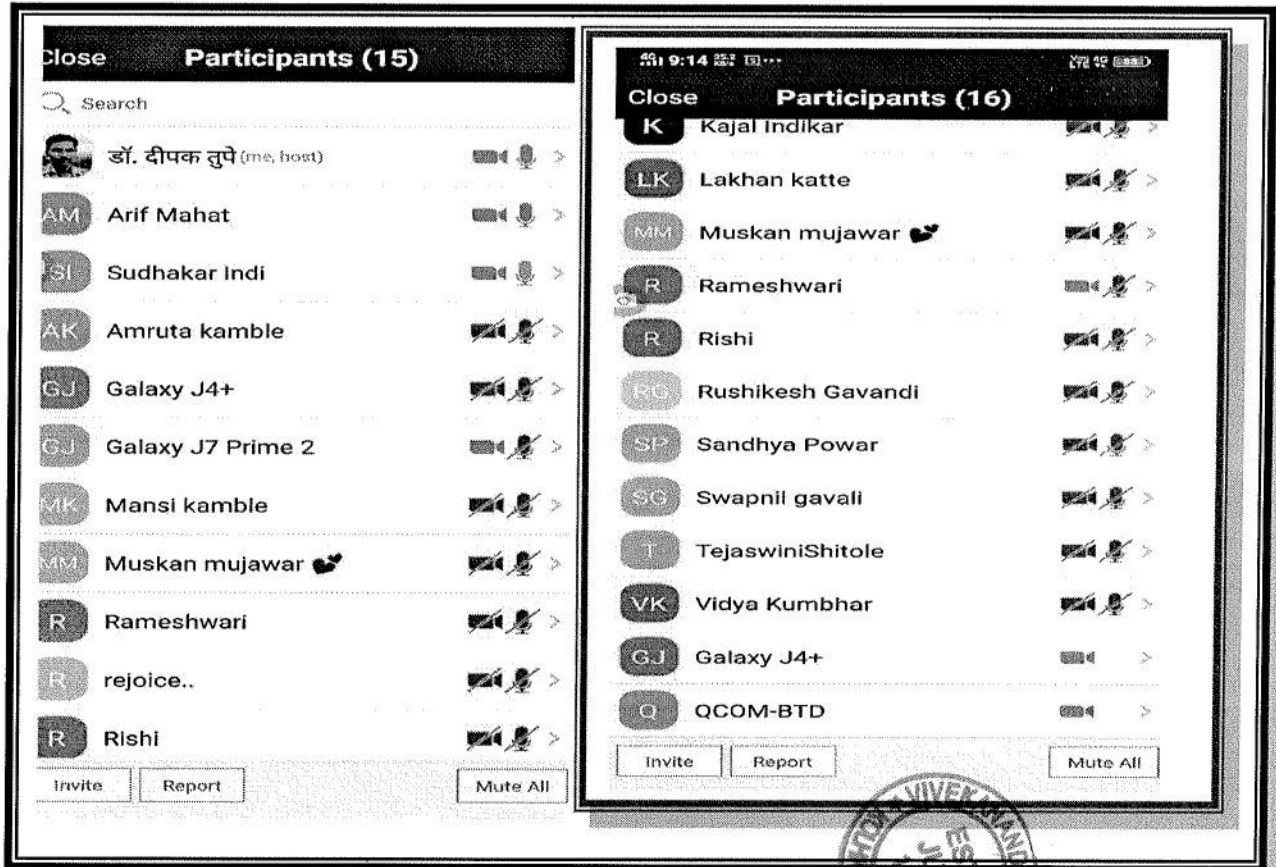 Close Participants (15)
Search
डॉ. दीपक तुपे (me, host)
AM Arif Mahat
SI Sudhakar Indi
AK Amruta kamble
GJ Galaxy J4+
GJ Galaxy J7 Prime 2
MK Mansi kamble
MM Muskan mujawar 💕
R Rameshwari
R rejoice..
R Rishi
Invite Report Mute All
4G 9:14
Close Participants (16)
K Kajal Indikar
LK Lakhan katte
MM Muskan mujawar 💕
R Rameshwari
R Rishi
RG Rushikesh Gavandi
SP Sandhya Powar
SG Swapnil gavali
T TejaswiniShitole
VK Vidya Kumbhar
GJ Galaxy J4+
Q QCOM-BTD
Invite Report Mute All
VIVEKANAND